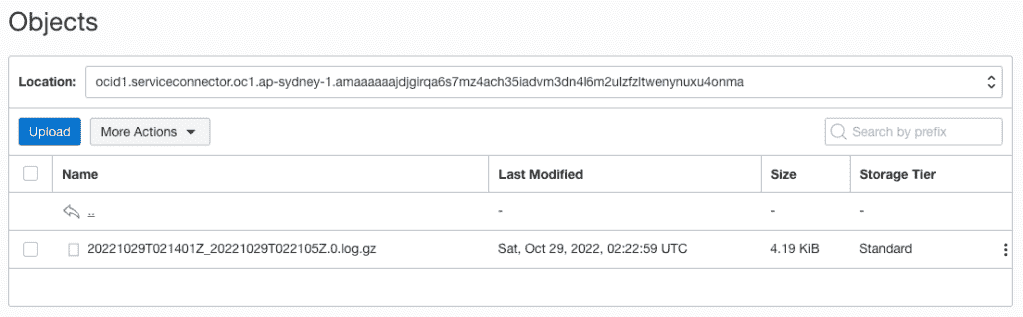 Objects
Location: ocid1.serviceconnector.oc1.ap-sydney-1.amaaaaaajdjgirqa6s7mz4ach35iadvm3dn4l6m2ulzfzltwenynuxu4onma
Upload More Actions Search by prefix
Name Last Modified Size Storage Tier
.. - - -
20221029T021401Z_20221029T022105Z.0.log.gz Sat, Oct 29, 2022, 02:22:59 UTC 4.19 KiB Standard